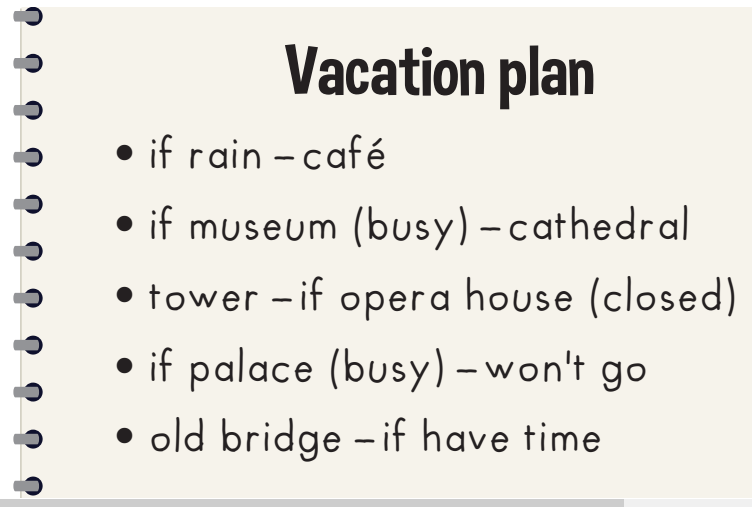 Vacation plan
• if rain – café
• if museum (busy) – cathedral
• tower – if opera house (closed)
• if palace (busy) – won't go
• old bridge – if have time